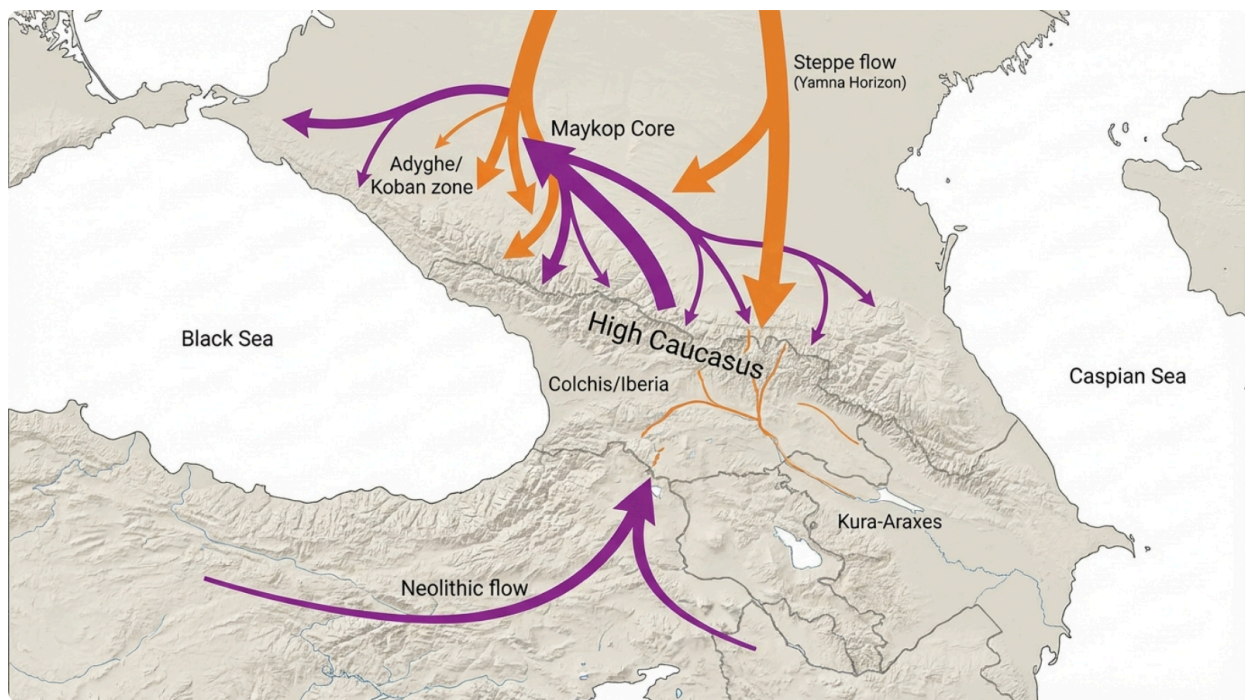 Steppe flow
(Yamna Horizon)
Maykop Core
Adyghe/
Koban zone
High Caucasus
Black Sea
Colchis/Iberia
Caspian Sea
Kura-Araxes
Neolithic flow